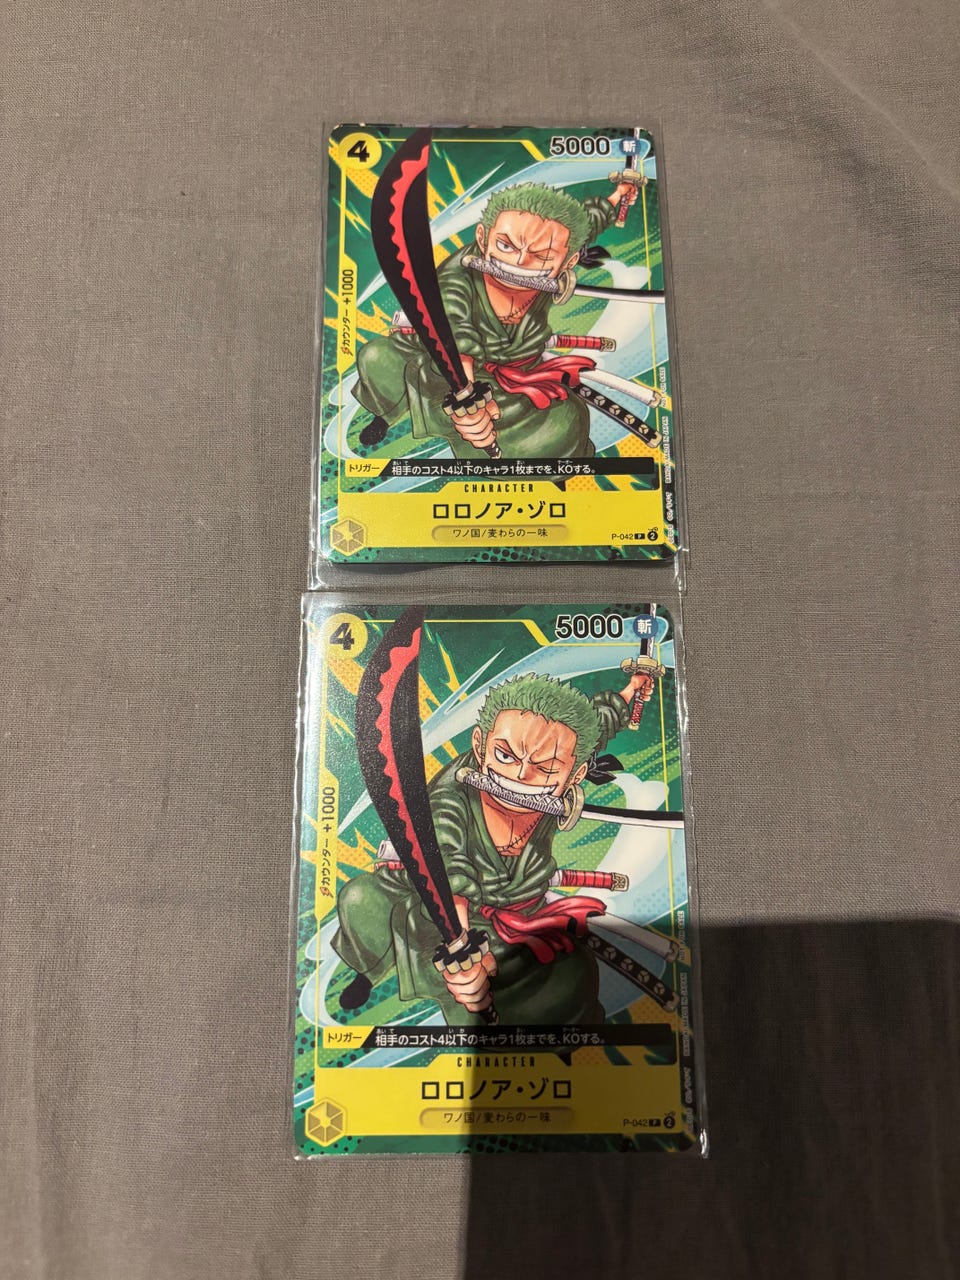 4
5000
斬
カウンター +1000
トリガー
相手のコスト4以下のキャラ1枚までを、KOする。
CHARACTER
ロロノア・ゾロ
ワノ国/麦わらの一味
P-042 P 2
4
5000
斬
カウンター +1000
NOT FOR SALE
トリガー
相手のコスト4以下のキャラ1枚までを、KOする。
CHARACTER
ロロノア・ゾロ
ワノ国/麦わらの一味
P-042 P 2